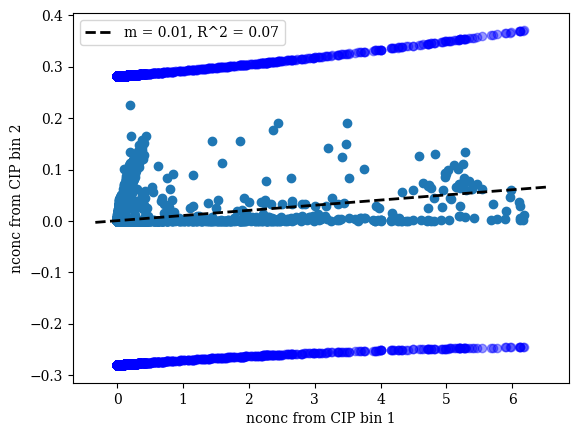 m = 0.01, R^2 = 0.07
0.4
0.3
0.2
0.1
0.0
−0.1
−0.2
−0.3
nconc from CIP bin 2
0 1 2 3 4 5 6
nconc from CIP bin 1